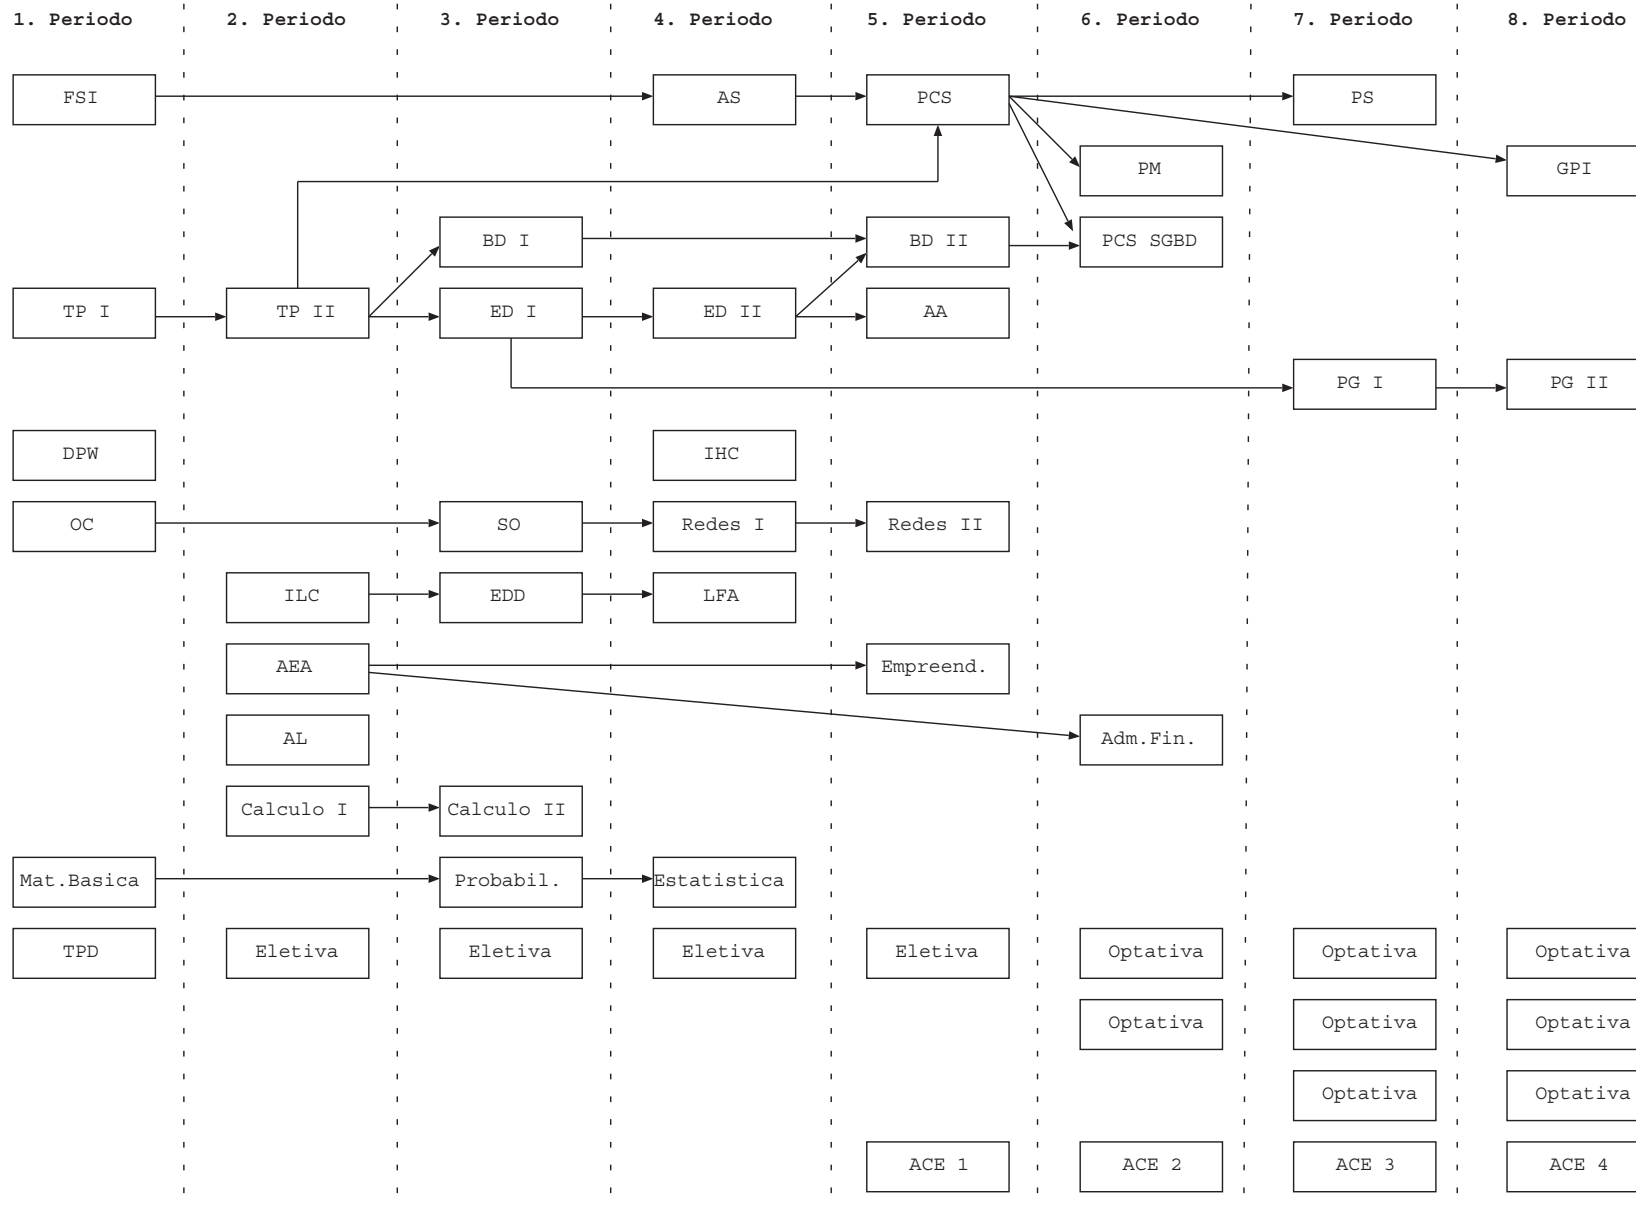 1. Periodo 2. Periodo 3. Periodo 4. Periodo 5. Periodo 6. Periodo 7. Periodo 8. Periodo
FSI AS PCS PS
PM GPI
BD I BD II PCS SGBD
TP I TP II ED I ED II AA
PG I PG II
DPW IHC
OC SO Redes I Redes II
ILC EDD LFA
AEA Empreend.
AL Adm.Fin.
Calculo I Calculo II
Mat.Basica Probabil. Estatistica
TPD Eletiva Eletiva Eletiva Eletiva Optativa Optativa Optativa
Optativa Optativa Optativa
Optativa Optativa
ACE 1 ACE 2 ACE 3 ACE 4